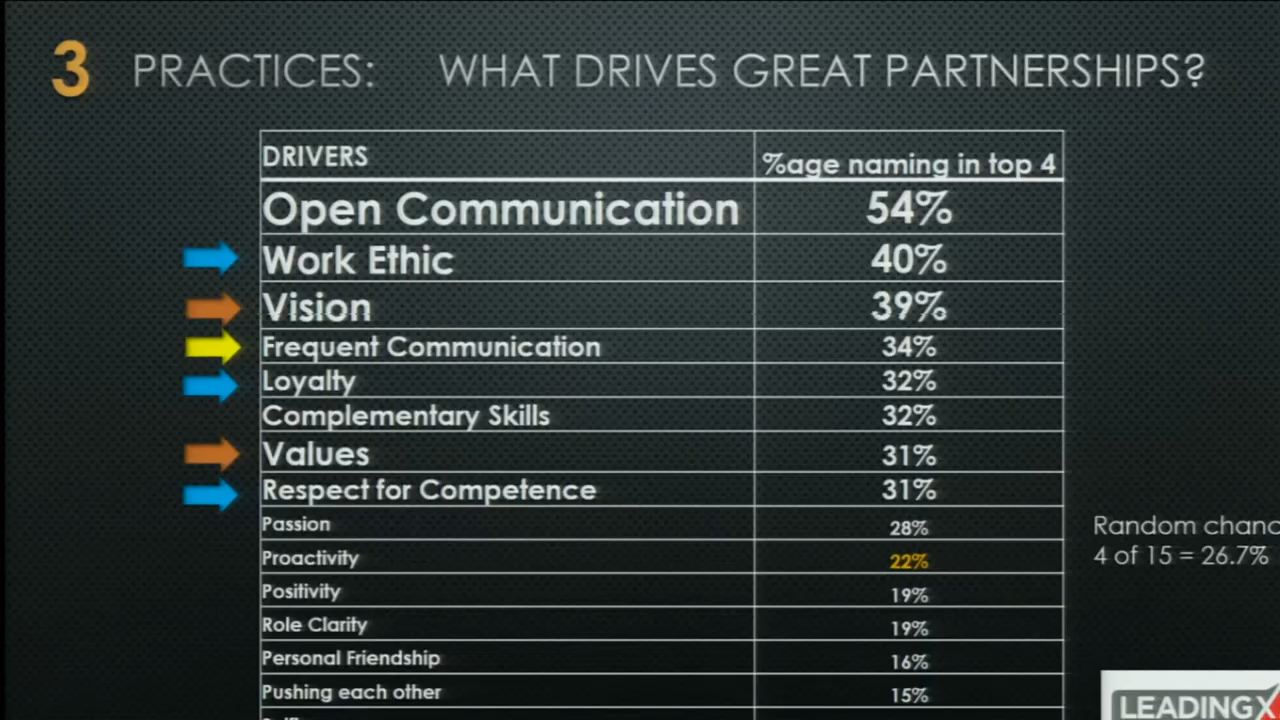 3 PRACTICES: WHAT DRIVES GREAT PARTNERSHIPS?
DRIVERS %age naming in top 4
Open Communication 54%
Work Ethic 40%
Vision 39%
Frequent Communication 34%
Loyalty 32%
Complementary Skills 32%
Values 31%
Respect for Competence 31%
Passion 28%
Proactivity 22%
Positivity 19%
Role Clarity 19%
Personal Friendship 16%
Pushing each other 15%
Random chanc
4 of 15 = 26.7%
LEADINGX